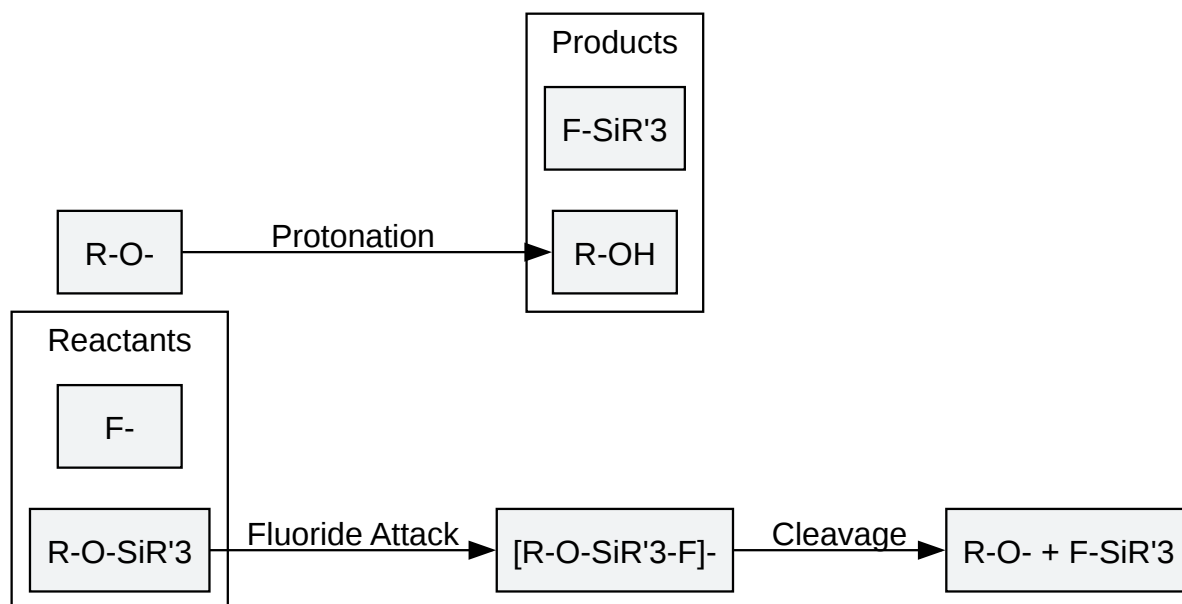 Products
F-SiR'3
R-O-
Protonation
R-OH
Reactants
F-
R-O-SiR'3
Fluoride Attack
[R-O-SiR'3-F]-
Cleavage
R-O- + F-SiR'3